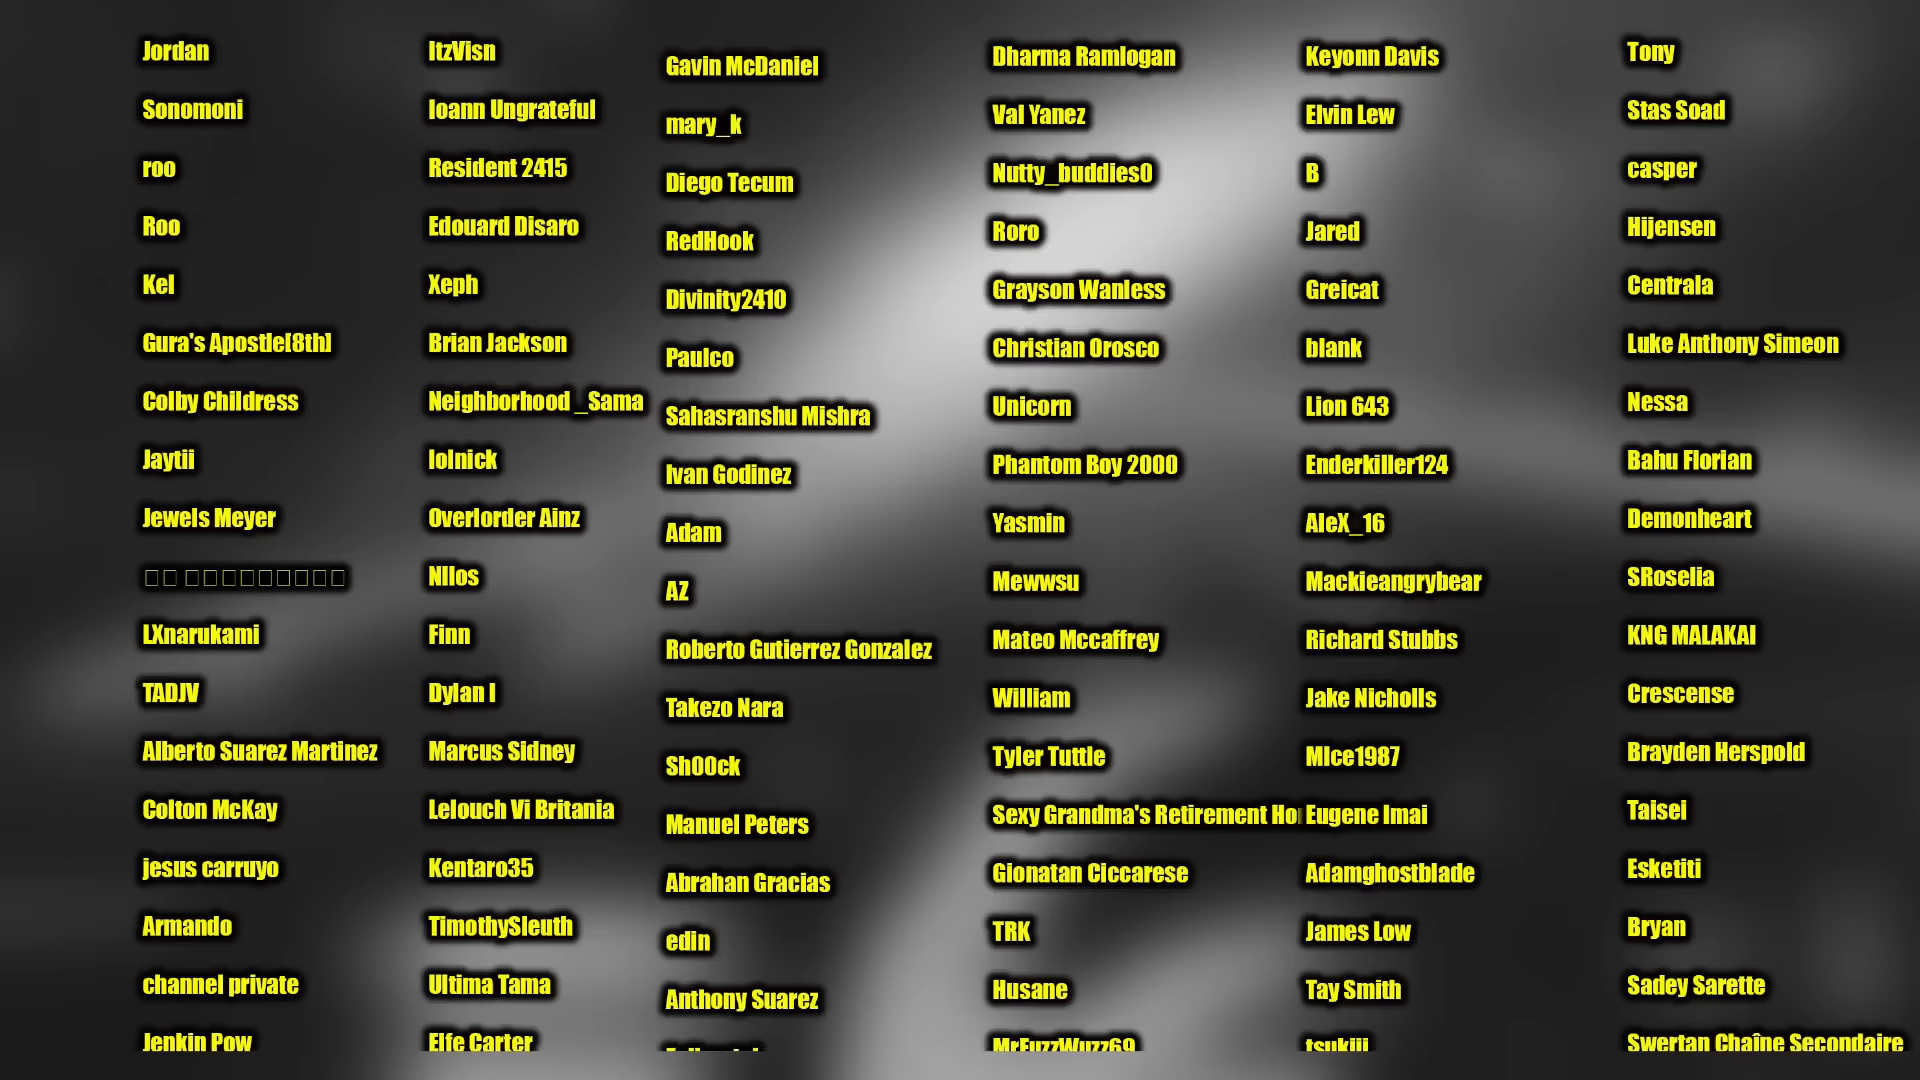 Jordan
Sonomoni
roo
Roo
Kel
Gura's Apostle[8th]
Colby Childress
Jaytii
Jewels Meyer
LXnarukami
TADJV
Alberto Suarez Martinez
Colton McKay
jesus carruyo
Armando
channel private
Jenkin Pow
ItzVisn
Ioann Ungrateful
Resident 2415
Edouard Disaro
Xeph
Brian Jackson
Neighborhood _Sama
lolnick
Overlorder Ainz
NIlos
Finn
Dylan I
Marcus Sidney
Lelouch Vi Britania
Kentaro35
TimothySleuth
Ultima Tama
Elfe Carter
Gavin McDaniel
mary_k
Diego Tecum
RedHook
Divinity2410
Paulco
Sahasranshu Mishra
Ivan Godinez
Adam
AZ
Roberto Gutierrez Gonzalez
Takezo Nara
Sh00ck
Manuel Peters
Abrahan Gracias
edin
Anthony Suarez
Dharma Ramlogan
Val Yanez
Nutty_buddies0
Roro
Grayson Wanless
Christian Orosco
Unicorn
Phantom Boy 2000
Yasmin
Mewwsu
Mateo Mccaffrey
William
Tyler Tuttle
Sexy Grandma's Retirement Ho
Gionatan Ciccarese
TRK
Husane
MrFuzzWuzz69
Keyonn Davis
Elvin Lew
B
Jared
Greicat
blank
Lion 643
Enderkiller124
AleX_16
Mackieangrybear
Richard Stubbs
Jake Nicholls
MIce1987
Eugene Imai
Adamghostblade
James Low
Tay Smith
tsukiii
Tony
Stas Soad
casper
Hijensen
Centrala
Luke Anthony Simeon
Nessa
Bahu Florian
Demonheart
SRoselia
KNG MALAKAI
Crescense
Brayden Herspold
Taisei
Esketiti
Bryan
Sadey Sarette
Swertan Chaîne Secondaire